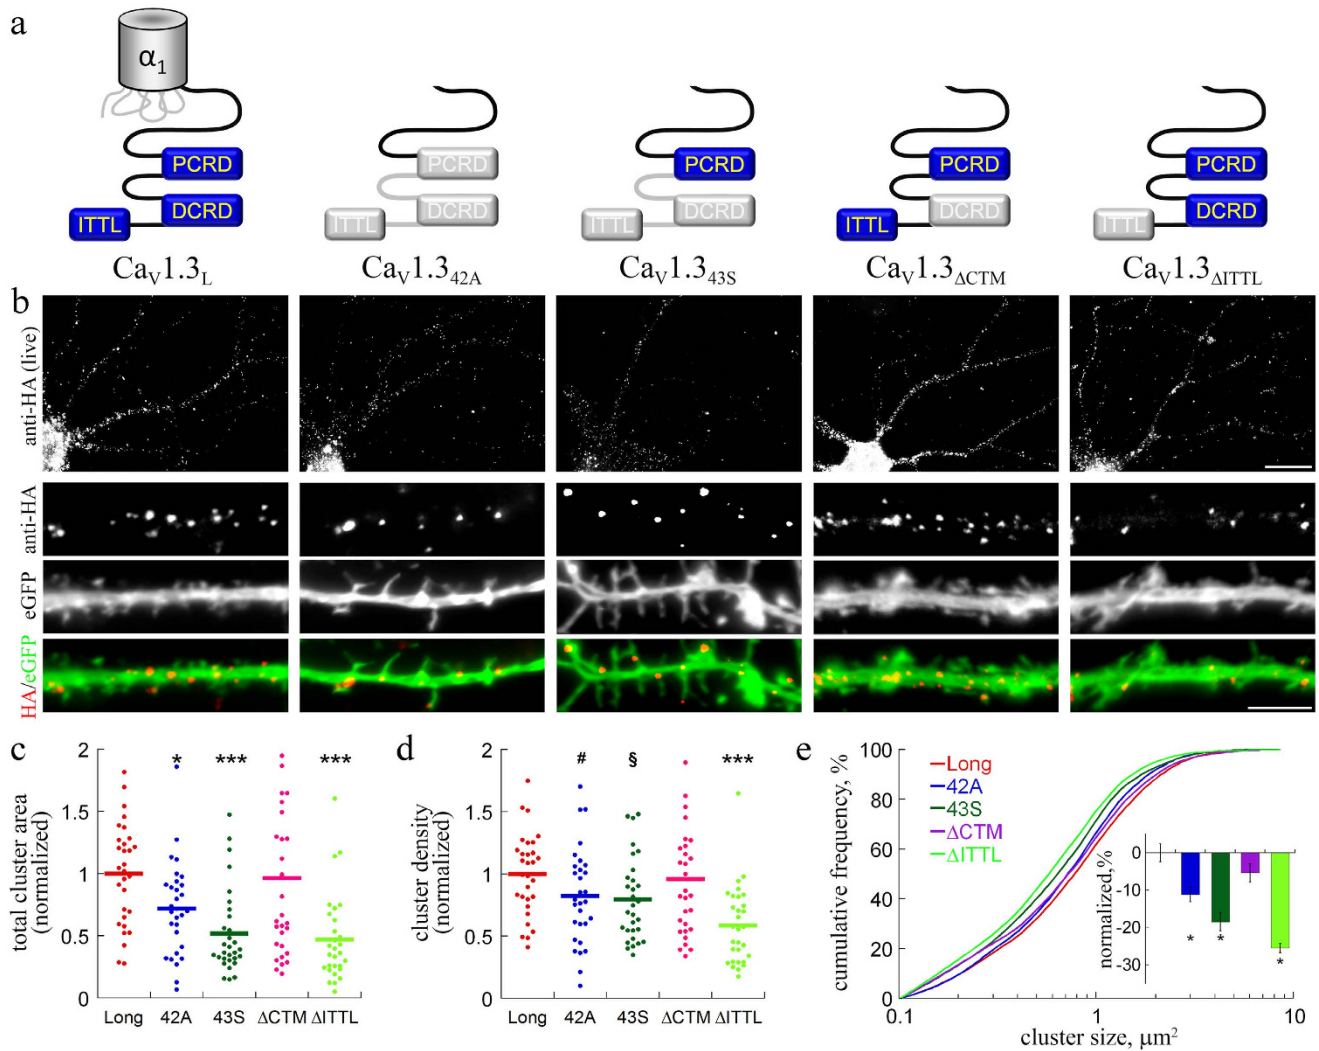 a
α1
PCRD
DCRD
ITTL
CaV1.3L
PCRD
DCRD
ITTL
CaV1.342A
PCRD
DCRD
ITTL
CaV1.343S
PCRD
DCRD
ITTL
CaV1.3ΔCTM
PCRD
DCRD
ITTL
CaV1.3ΔITTL
b
anti-HA (live)
anti-HA
eGFP
HA/eGFP
c
total cluster area
(normalized)
2
1.5
1
0.5
0
* *** ***
Long 42A 43S ΔCTM ΔITTL
d
cluster density
(normalized)
2
1.5
1
0.5
0
# § ***
Long 42A 43S ΔCTM ΔITTL
e
cumulative frequency, %
100
80
60
40
20
0
Long
42A
43S
ΔCTM
ΔITTL
normalized,%
0
-10
-20
-30
* * *
0.1 1 10
cluster size, μm2